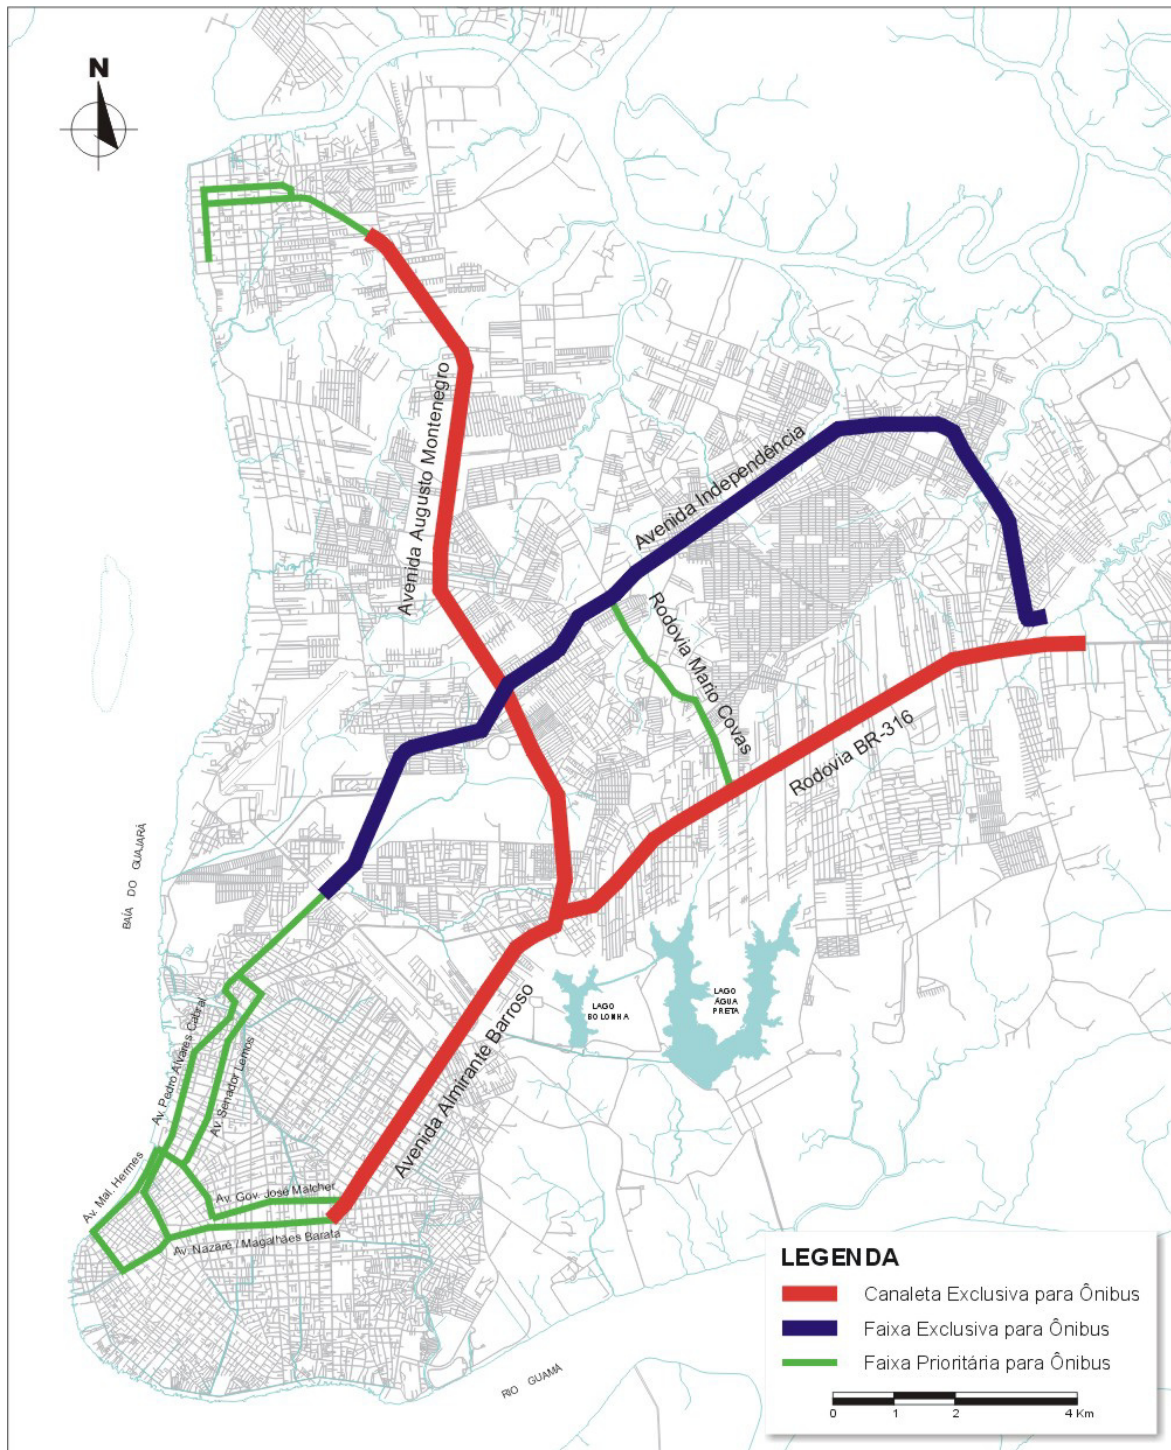 N
Avenida Augusto Montenegro
Avenida Independência
Rodovia Mario Covas
Rodovia BR-316
BAÍA DO GUAJARÁ
LAGO
BOLONHA
LAGO
ÁGUA
PRETA
Avenida Almirante Barroso
Av. Pedro Alvares Cabral
Av. Senador Lemos
Av. Mal. Hermes
Av. Gov. José Malcher
Av. Nazaré / Magalhães Barata
RIO GUAMÁ
LEGENDA
Canaleta Exclusiva para Ônibus
Faixa Exclusiva para Ônibus
Faixa Prioritária para Ônibus
0 1 2 4 Km